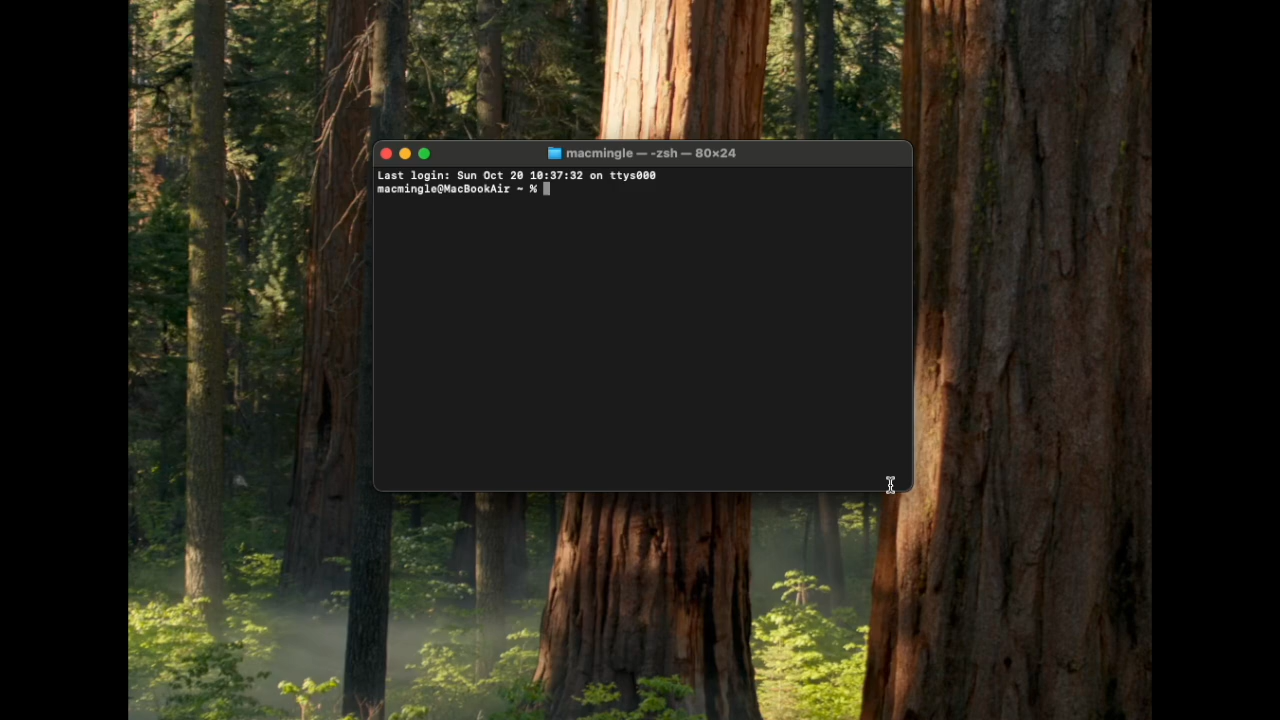 macmingle — -zsh — 80×24
Last login: Sun Oct 20 10:37:32 on ttys000
macmingle@MacBookAir ~ %